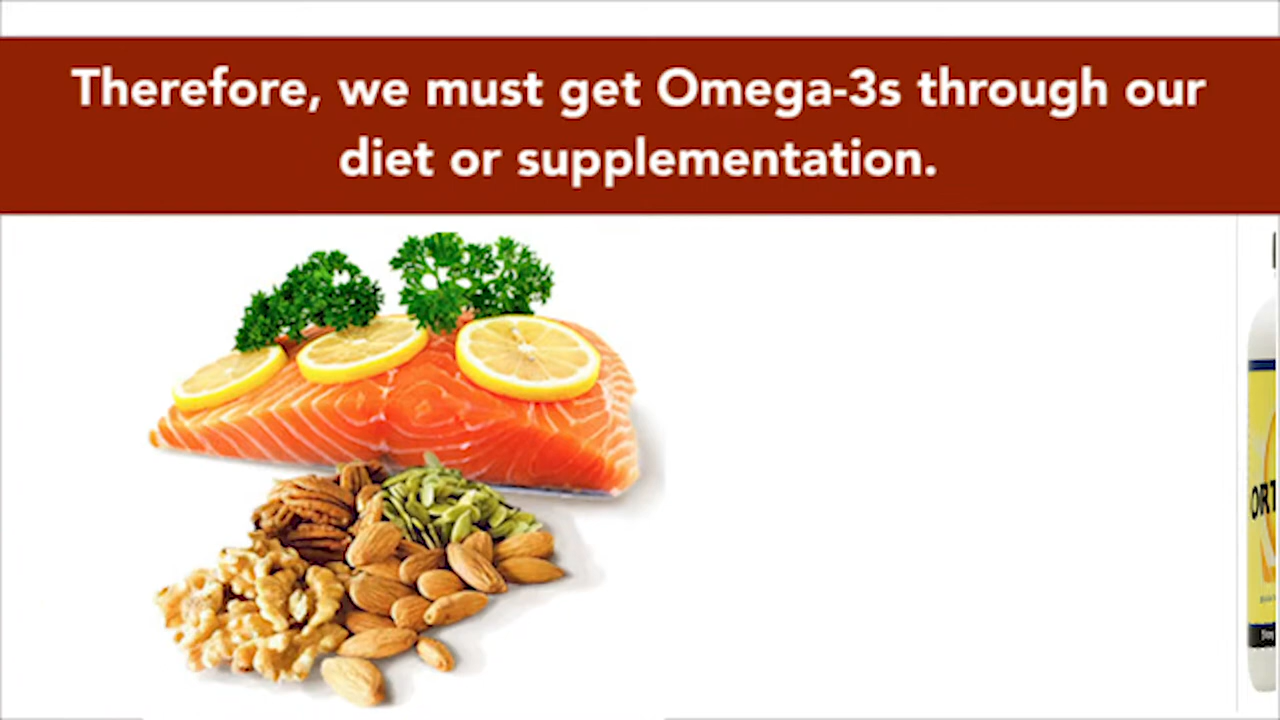 Therefore, we must get Omega-3s through our
diet or supplementation.